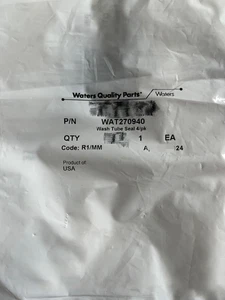 Waters Quality Parts®
Waters
P/N WAT270940
Wash Tube Seal 4/pk
QTY 1 EA
Code: R1/MM A, 24
Product of:
USA